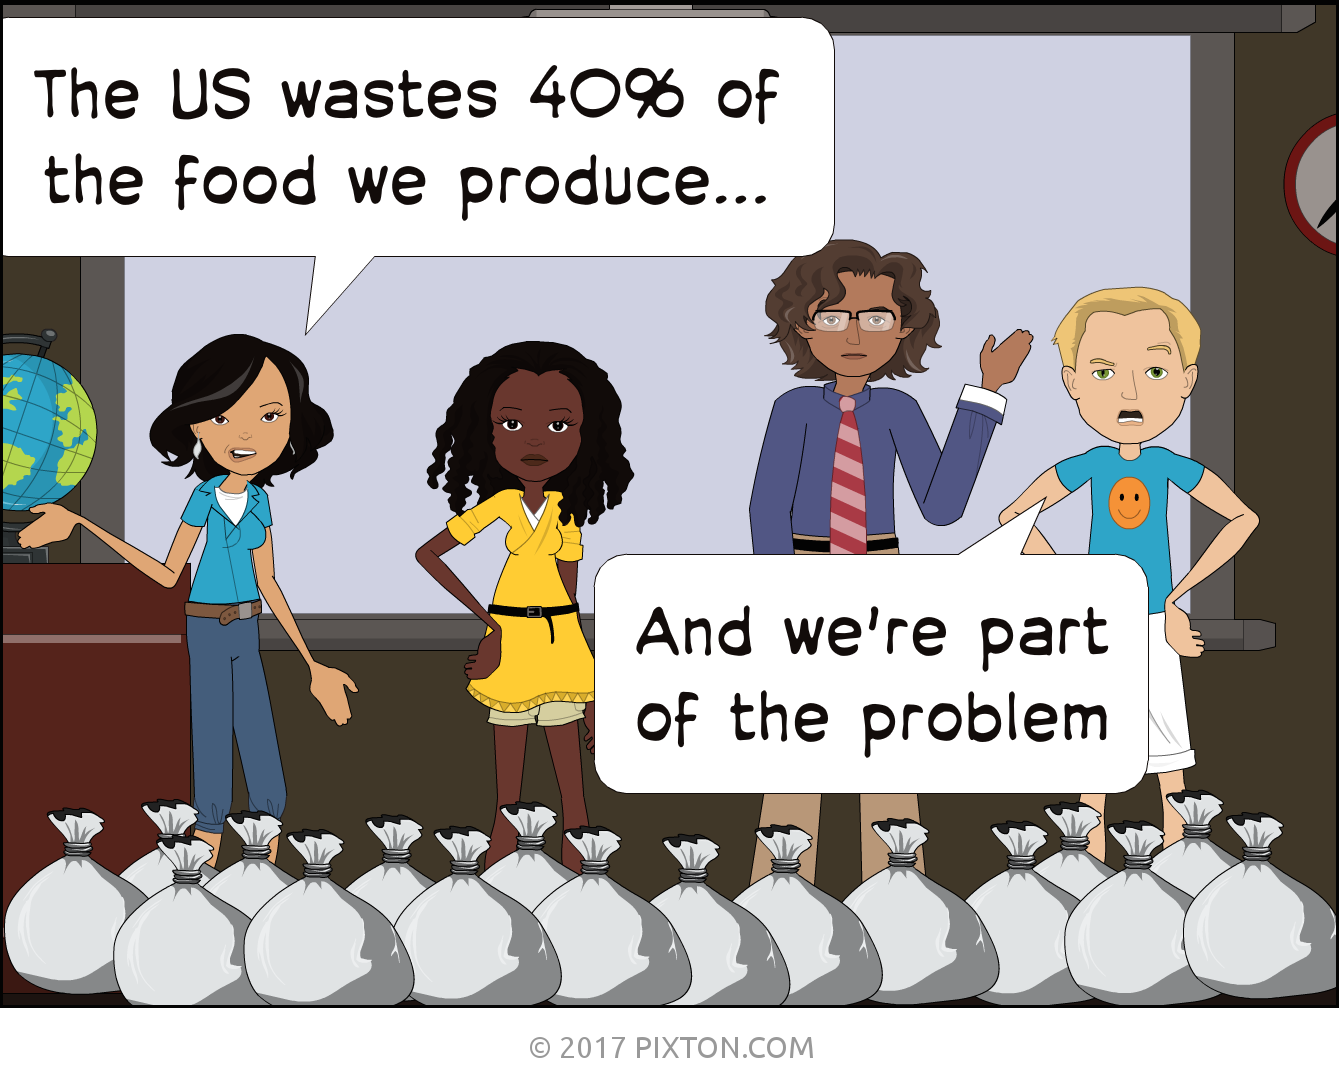 The US wastes 40% of
the food we produce...
And we're part
of the problem
© 2017 PIXTON.COM